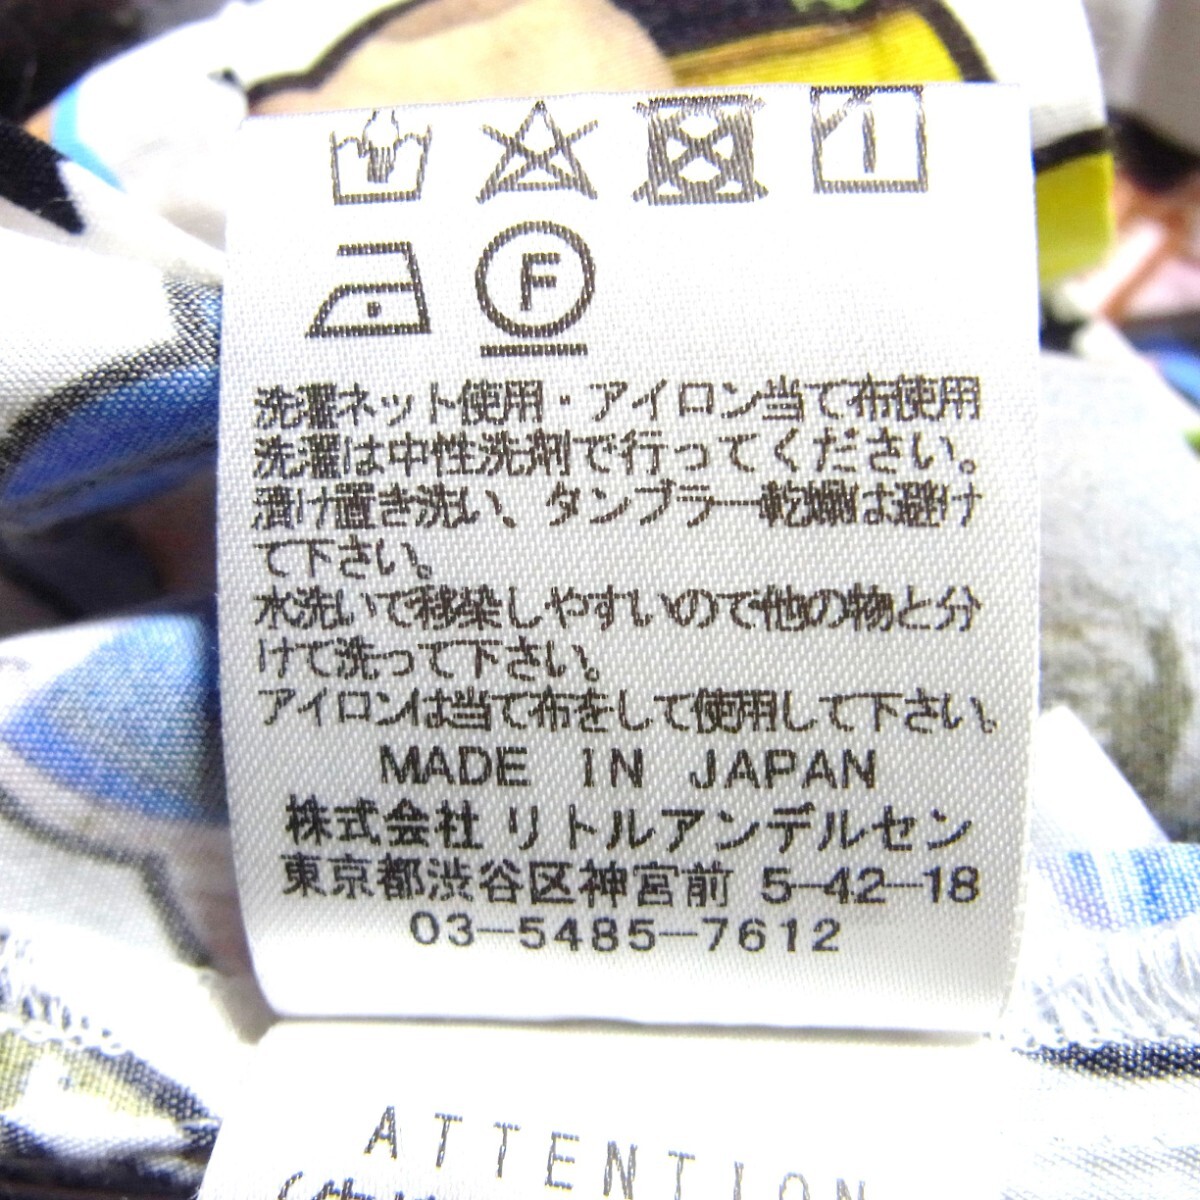 F
洗濯ネット使用・アイロン当て布使用
洗濯は中性洗剤で行ってください。
漬け置き洗い、タンブラー乾燥は避け
て下さい。
水洗いで移染しやすいので他の物と分
けて洗って下さい。
アイロンは当て布をして使用して下さい。
MADE IN JAPAN
株式会社 リトルアンデルセン
東京都渋谷区神宮前 5-42-18
03-5485-7612
ATTENTION